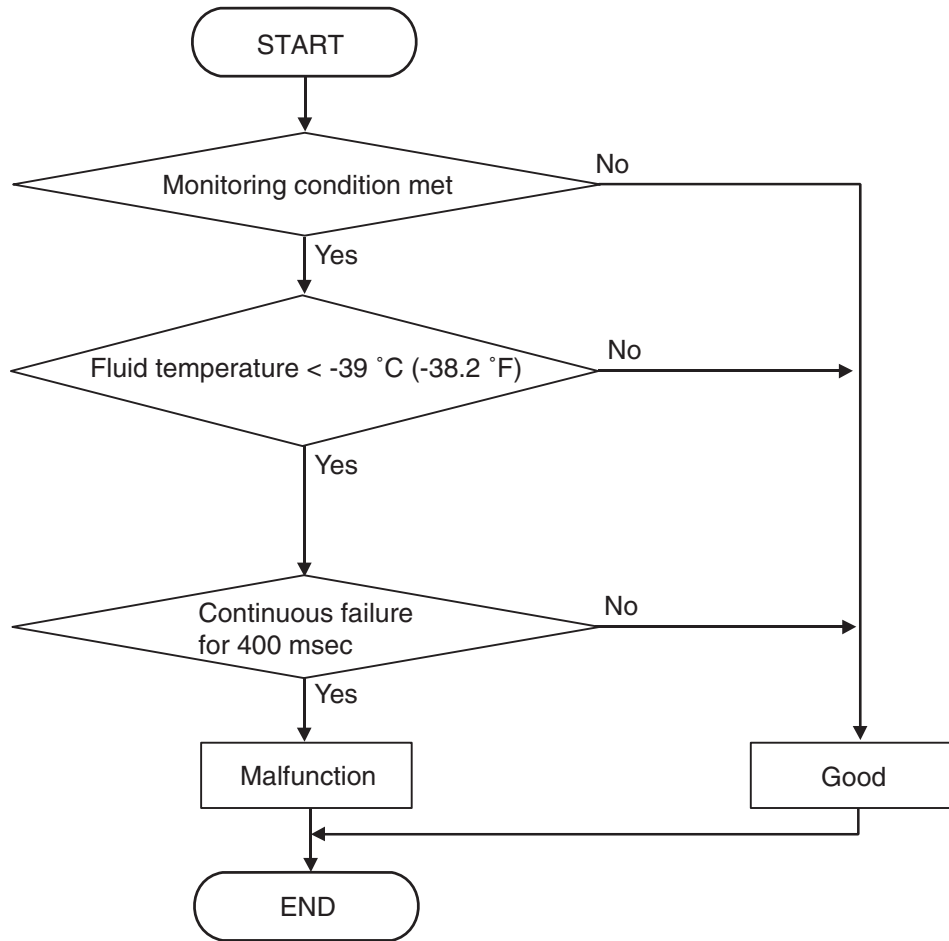 START
Monitoring condition met
No
Yes
Fluid temperature < -39 ˚C (-38.2 ˚F)
No
Yes
Continuous failure
for 400 msec
No
Yes
Malfunction
Good
END